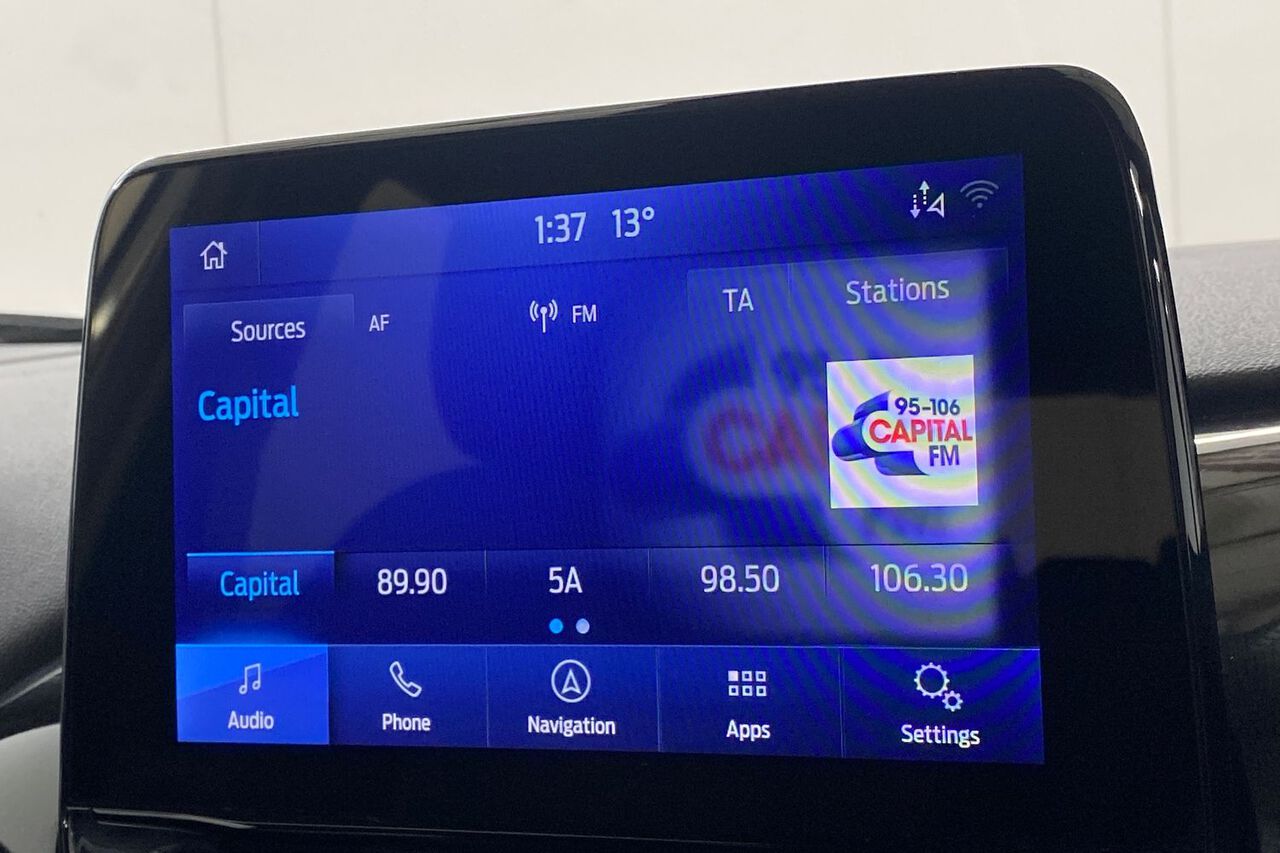 1:37 13°
Sources AF FM TA Stations
Capital
95-106
CAPITAL
FM
Capital 89.90 5A 98.50 106.30
Audio Phone Navigation Apps Settings